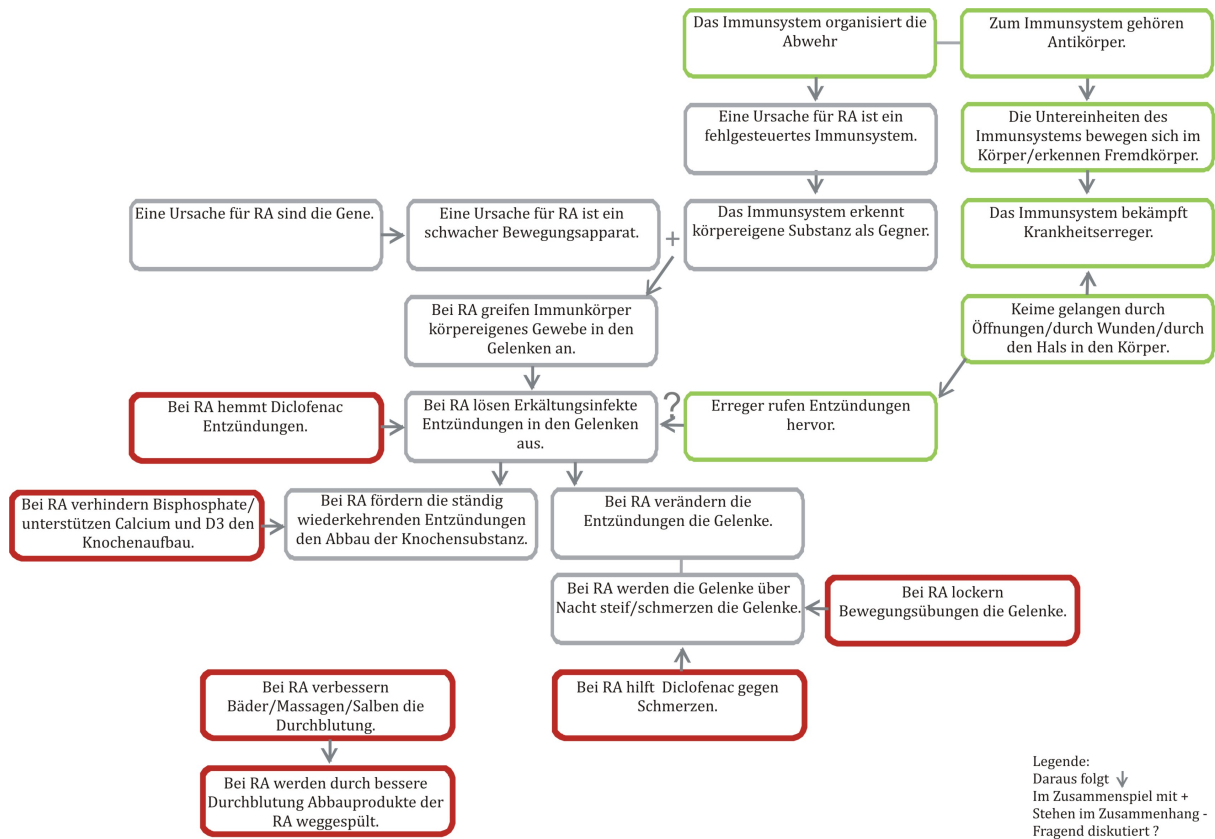 Das Immunsystem organisiert die
Abwehr
Zum Immunsystem gehören
Antikörper.
Eine Ursache für RA ist ein
fehlgesteuertes Immunsystem.
Die Untereinheiten des
Immunsystems bewegen sich im
Körper/erkennen Fremdkörper.
Eine Ursache für RA sind die Gene.
Eine Ursache für RA ist ein
schwacher Bewegungsapparat.
+
Das Immunsystem erkennt
körpereigene Substanz als Gegner.
Das Immunsystem bekämpft
Krankheitserreger.
Bei RA greifen Immunkörper
körpereigenes Gewebe in den
Gelenken an.
Keime gelangen durch
Öffnungen/durch Wunden/durch
den Hals in den Körper.
Bei RA hemmt Diclofenac
Entzündungen.
Bei RA lösen Erkältungsinfekte
Entzündungen in den Gelenken
aus.
?
Erreger rufen Entzündungen
hervor.
Bei RA verhindern Bisphosphate/
unterstützen Calcium und D3 den
Knochenaufbau.
Bei RA fördern die ständig
wiederkehrenden Entzündungen
den Abbau der Knochensubstanz.
Bei RA verändern die
Entzündungen die Gelenke.
Bei RA werden die Gelenke über
Nacht steif/schmerzen die Gelenke.
Bei RA lockern
Bewegungsübungen die Gelenke.
Bei RA verbessern
Bäder/Massagen/Salben die
Durchblutung.
Bei RA hilft Diclofenac gegen
Schmerzen.
Bei RA werden durch bessere
Durchblutung Abbauprodukte der
RA weggespült.
Legende:
Daraus folgt ↓
Im Zusammenspiel mit +
Stehen im Zusammenhang -
Fragend diskutiert ?